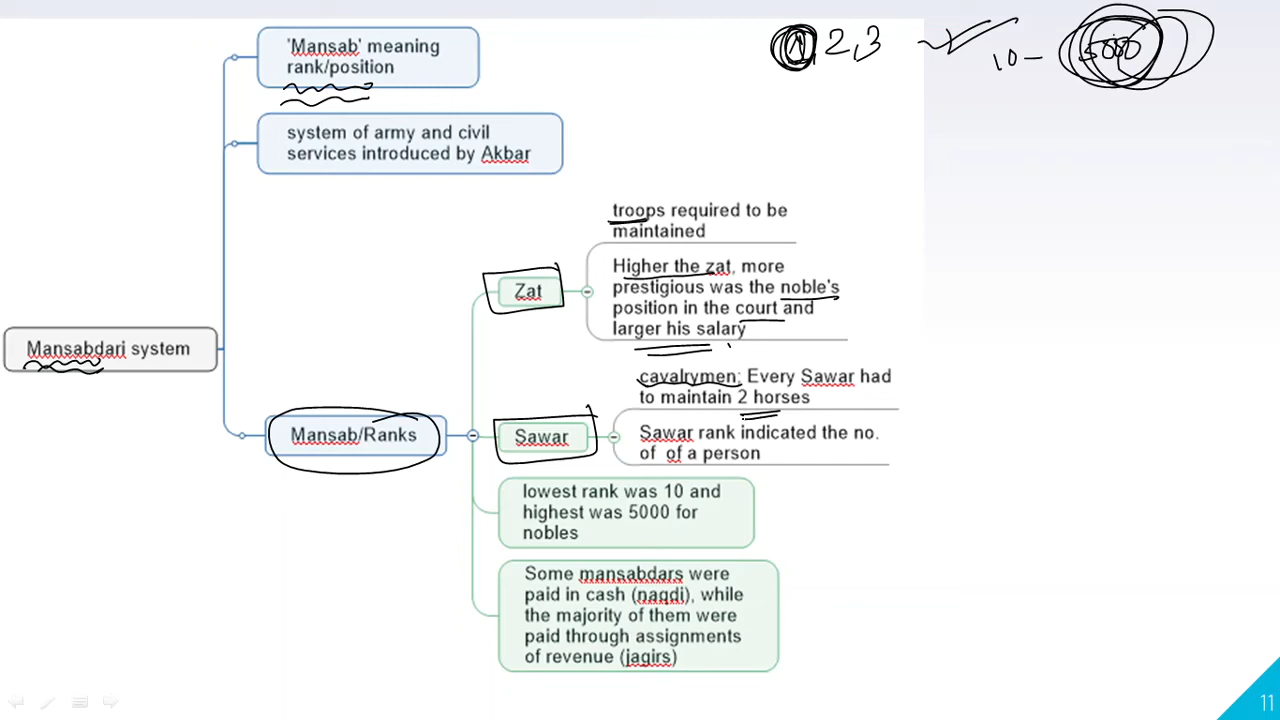 'Mansab' meaning
rank/position
1, 2, 3
10 - 5000
system of army and civil
services introduced by Akbar
troops required to be
maintained
Higher the zat, more
prestigious was the noble's
position in the court and
larger his salary
Zat
Mansabdari system
cavalrymen; Every Sawar had
to maintain 2 horses
Mansab/Ranks
Sawar
Sawar rank indicated the no.
of of a person
lowest rank was 10 and
highest was 5000 for
nobles
Some mansabdars were
paid in cash (naqdi), while
the majority of them were
paid through assignments
of revenue (jagirs)
11